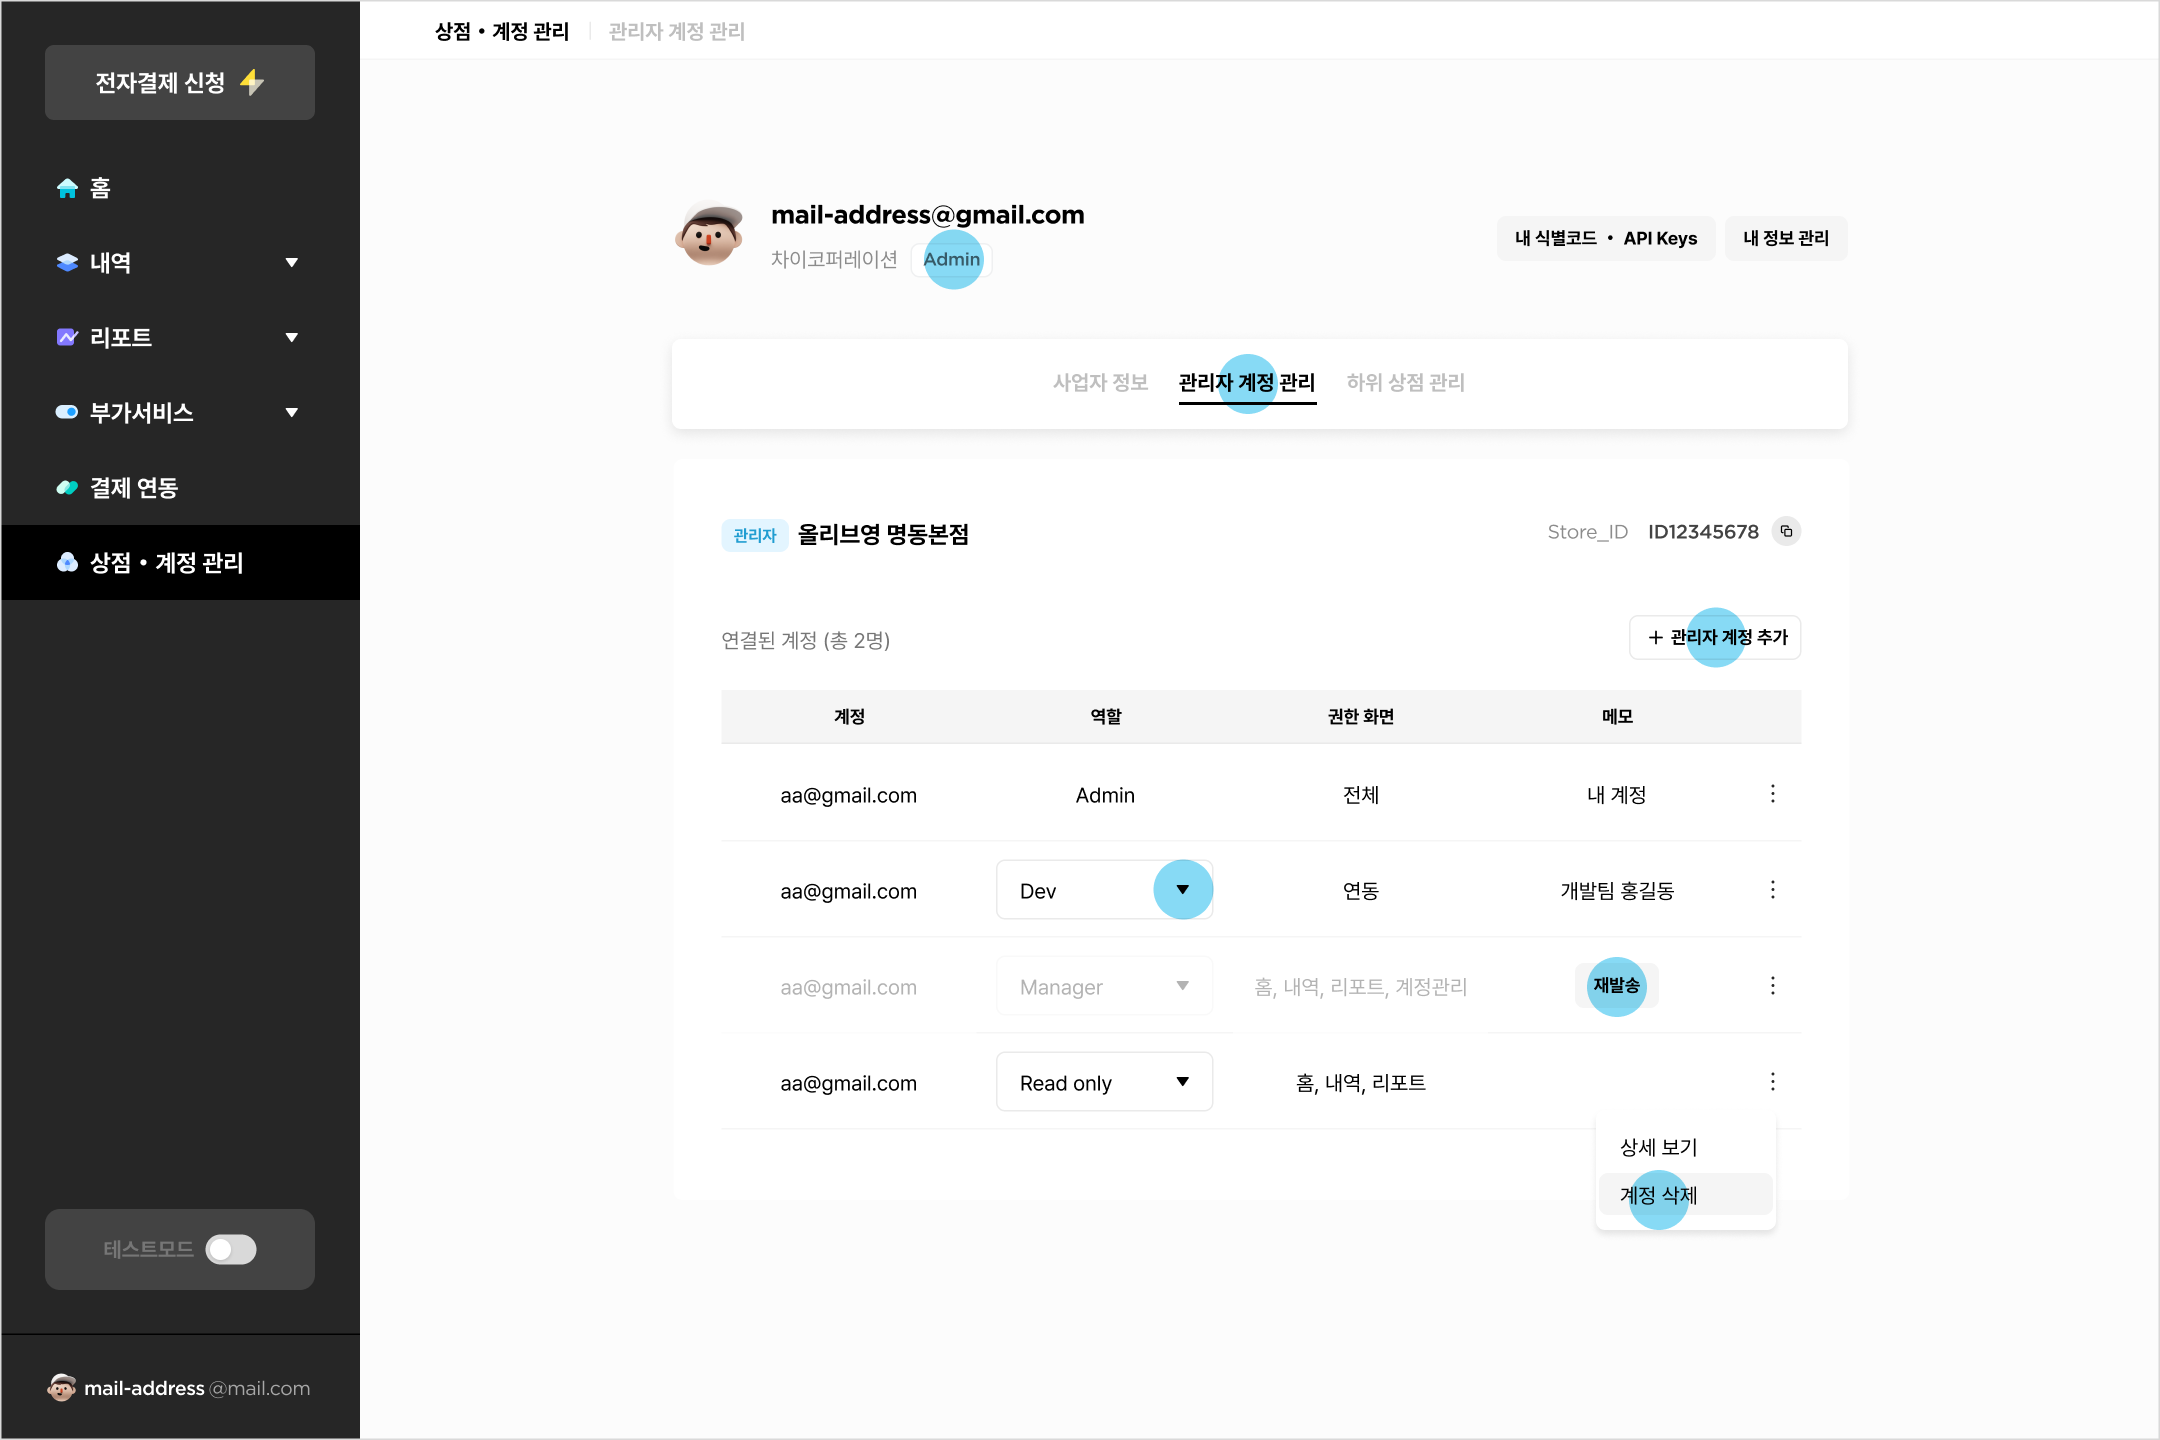 전자결제 신청
홈
내역
리포트
부가서비스
결제 연동
상점 • 계정 관리
테스트모드
mail-address @mail.com
상점 • 계정 관리 | 관리자 계정 관리
mail-address@gmail.com
차이코퍼레이션 Admin
내 식별코드 • API Keys 내 정보 관리
사업자 정보 관리자 계정 관리 하위 상점 관리
관리자 올리브영 명동본점 Store_ID ID12345678
연결된 계정 (총 2명) + 관리자 계정 추가
계정 역할 권한 화면 메모
aa@gmail.com Admin 전체 내 계정
aa@gmail.com Dev 연동 개발팀 홍길동
aa@gmail.com Manager 홈, 내역, 리포트, 계정관리 재발송
aa@gmail.com Read only 홈, 내역, 리포트
상세 보기
계정 삭제